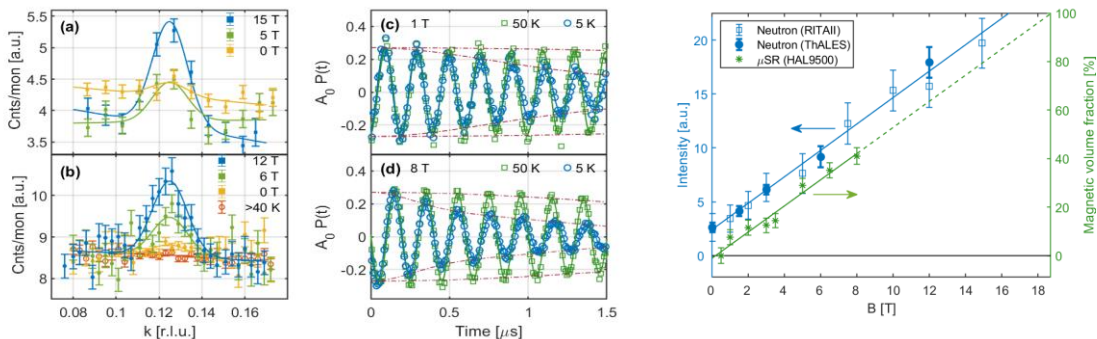 (a)
15 T
5 T
0 T
5.5
5
4.5
4
3.5
Cnts/mon [a.u.]
(b)
12 T
6 T
0 T
>40 K
10
9
8
Cnts/mon [a.u.]
0.08 0.1 0.12 0.14 0.16
k [r.l.u.]
(c) 1 T 50 K 5 K
0.4
0.2
0
-0.2
A0 P(t)
(d) 8 T 50 K 5 K
0.4
0.2
0
-0.2
-0.4
A0 P(t)
0 0.5 1 1.5
Time [μs]
Neutron (RITAII)
Neutron (ThALES)
μSR (HAL9500)
20
15
10
5
0
Intensity [a.u.]
0 2 4 6 8 10 12 14 16 18
B [T]
100
80
60
40
20
0
Magnetic volume fraction [%]